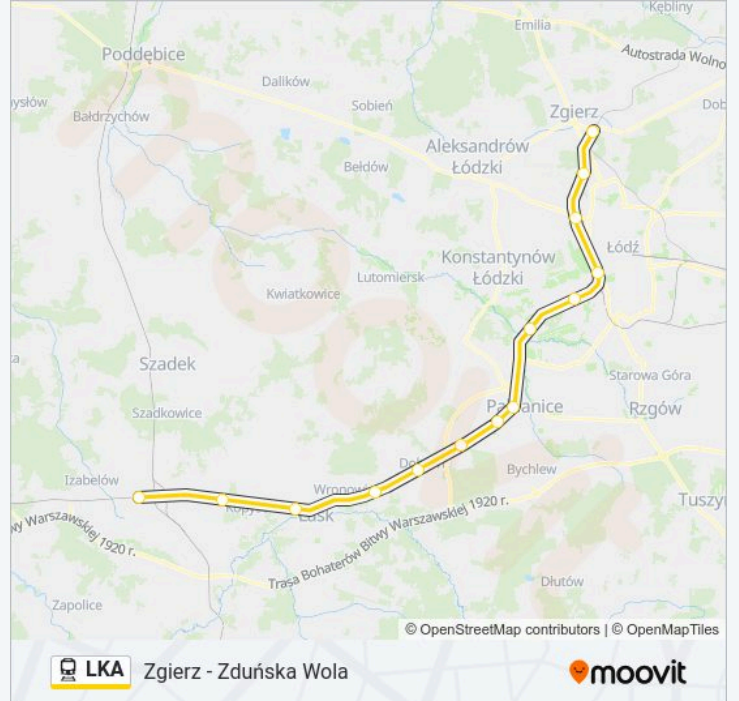 Kębliny
Emilia
Poddębice
Autostrada Wolno
Dalików
Sobień
Zgierz
Dob
Bałdrzychów
Aleksandrów
Łódzki
Bełdów
Łódź
Konstantynów
Łódzki
Lutomiersk
Kwiatkowice
Szadek
Starowa Góra
Szadkowice
Rzgów
Bychlew
Izabelów
Łask
Tuszy
wy Warszawskiej 1920 r.
Trasa Bohaterów Bitwy Warszawskiej 1920 r.
Dłutów
Zapolice
© OpenStreetMap contributors | © OpenMapTiles
LKA Zgierz - Zduńska Wola
moovit